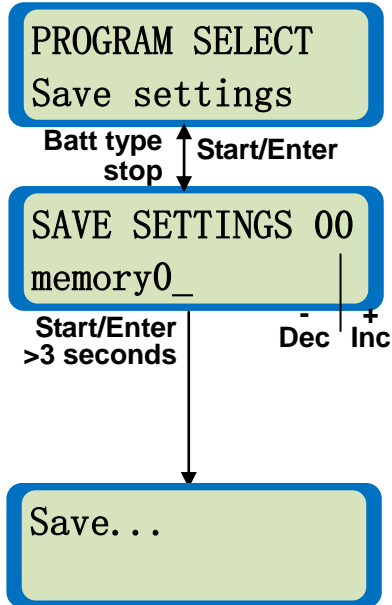 PROGRAM SELECT
Save settings
Batt type
stop
Start/Enter
SAVE SETTINGS 00
memory0_
Start/Enter
>3 seconds
- +
Dec Inc
Save...